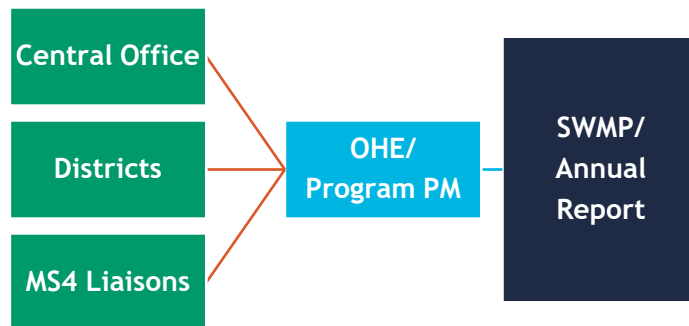 Central Office
Districts
MS4 Liaisons
OHE/
Program PM
SWMP/
Annual
Report